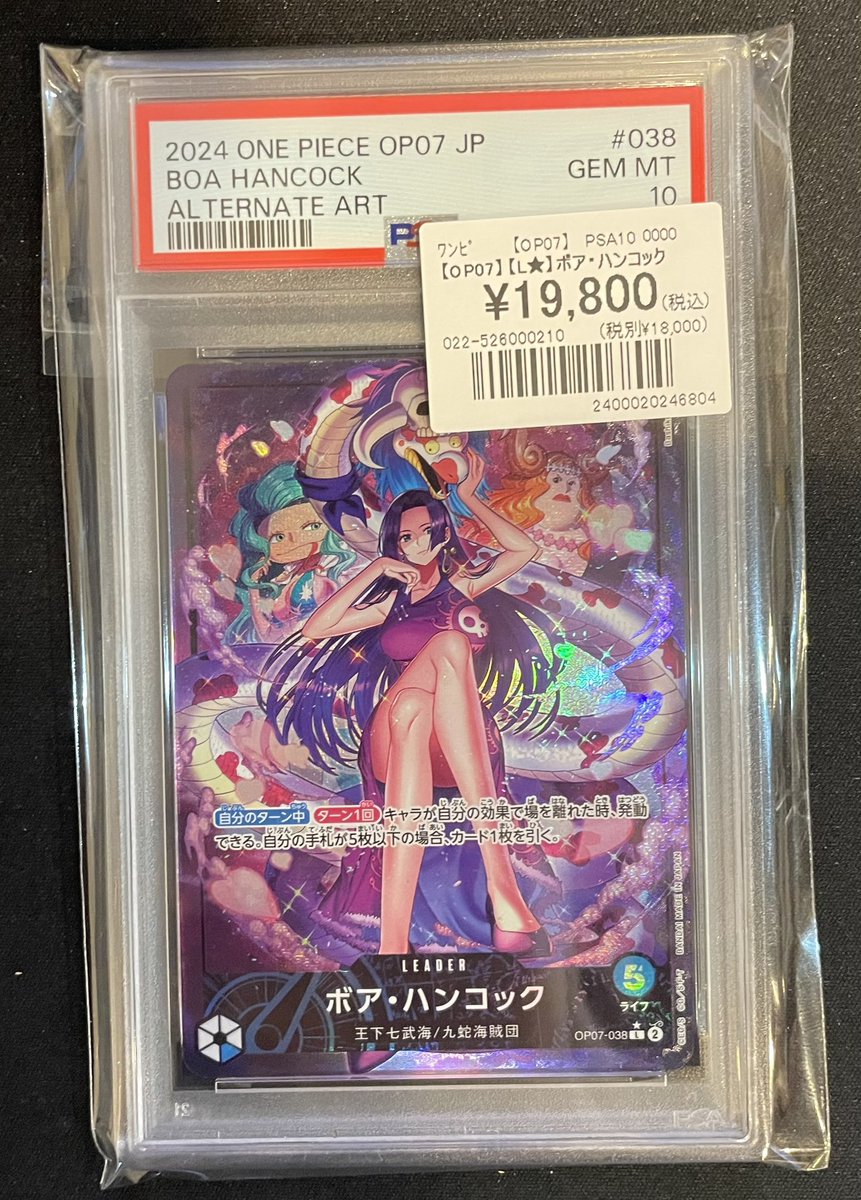 2024 ONE PIECE OP07 JP #038
BOA HANCOCK GEM MT
ALTERNATE ART 10
ワンピ 【OP07】 PSA10 0000
【OP07】【L★】ボア・ハンコック
¥19,800(税込)
022-526000210 (税別¥18,000)
2400020246804
自分のターン中 ターン1回 キャラが自分の効果で場を離れた時、発動
できる。自分の手札が5枚以下の場合、カード1枚を引く。
BANDAI MADE IN JAPAN
LEADER
5
ボア・ハンコック
ライフ
王下七武海/九蛇海賊団
OP07-038 L 2